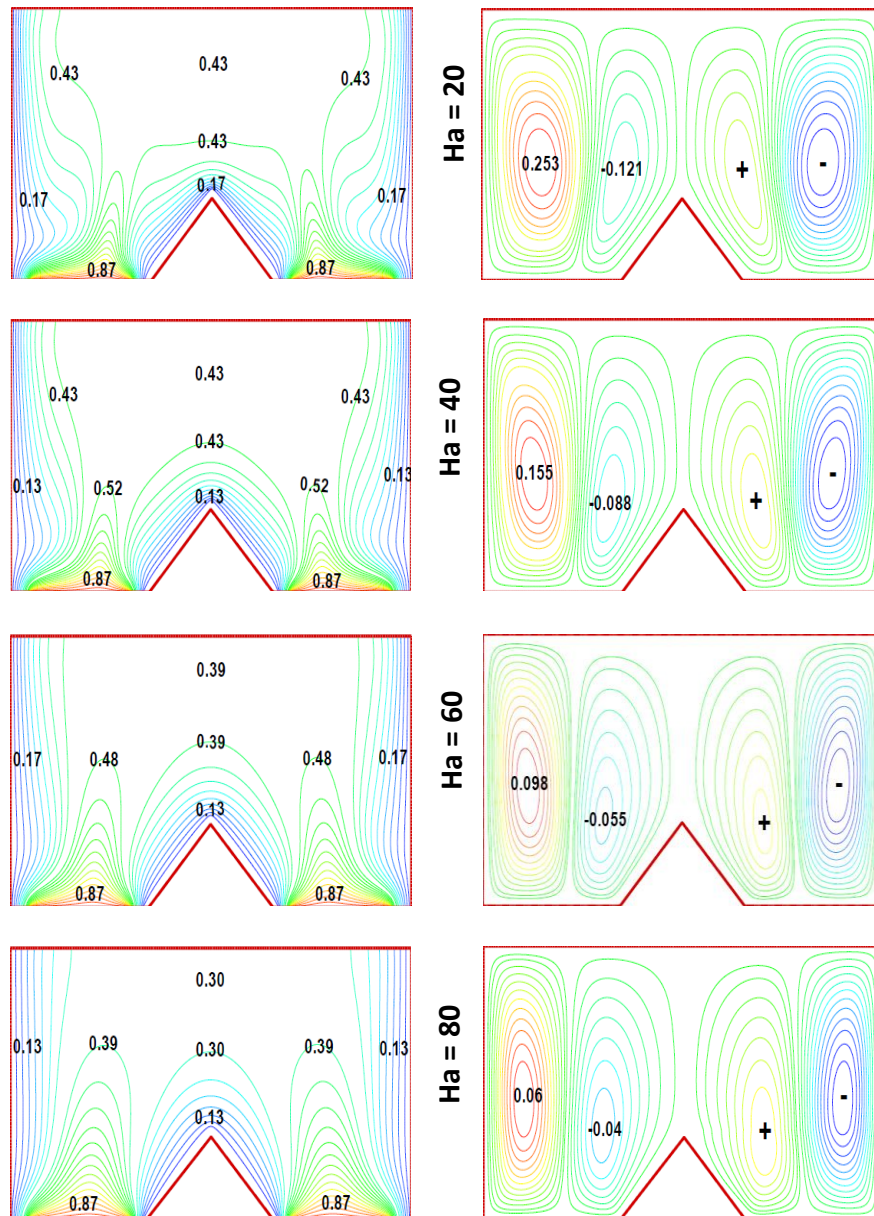 0.43 0.43 0.43
0.43
0.17 0.17 0.17
0.87 0.87
Ha = 20
0.253 -0.121 + -
0.43 0.43 0.43
0.43
0.13 0.52 0.13 0.52 0.13
0.87 0.87
Ha = 40
0.155 -0.088 + -
0.39
0.39
0.17 0.48 0.48 0.17
0.13
0.87 0.87
Ha = 60
0.098 -0.055 + -
0.30
0.13 0.39 0.30 0.39 0.13
0.13
0.87 0.87
Ha = 80
0.06 -0.04 + -